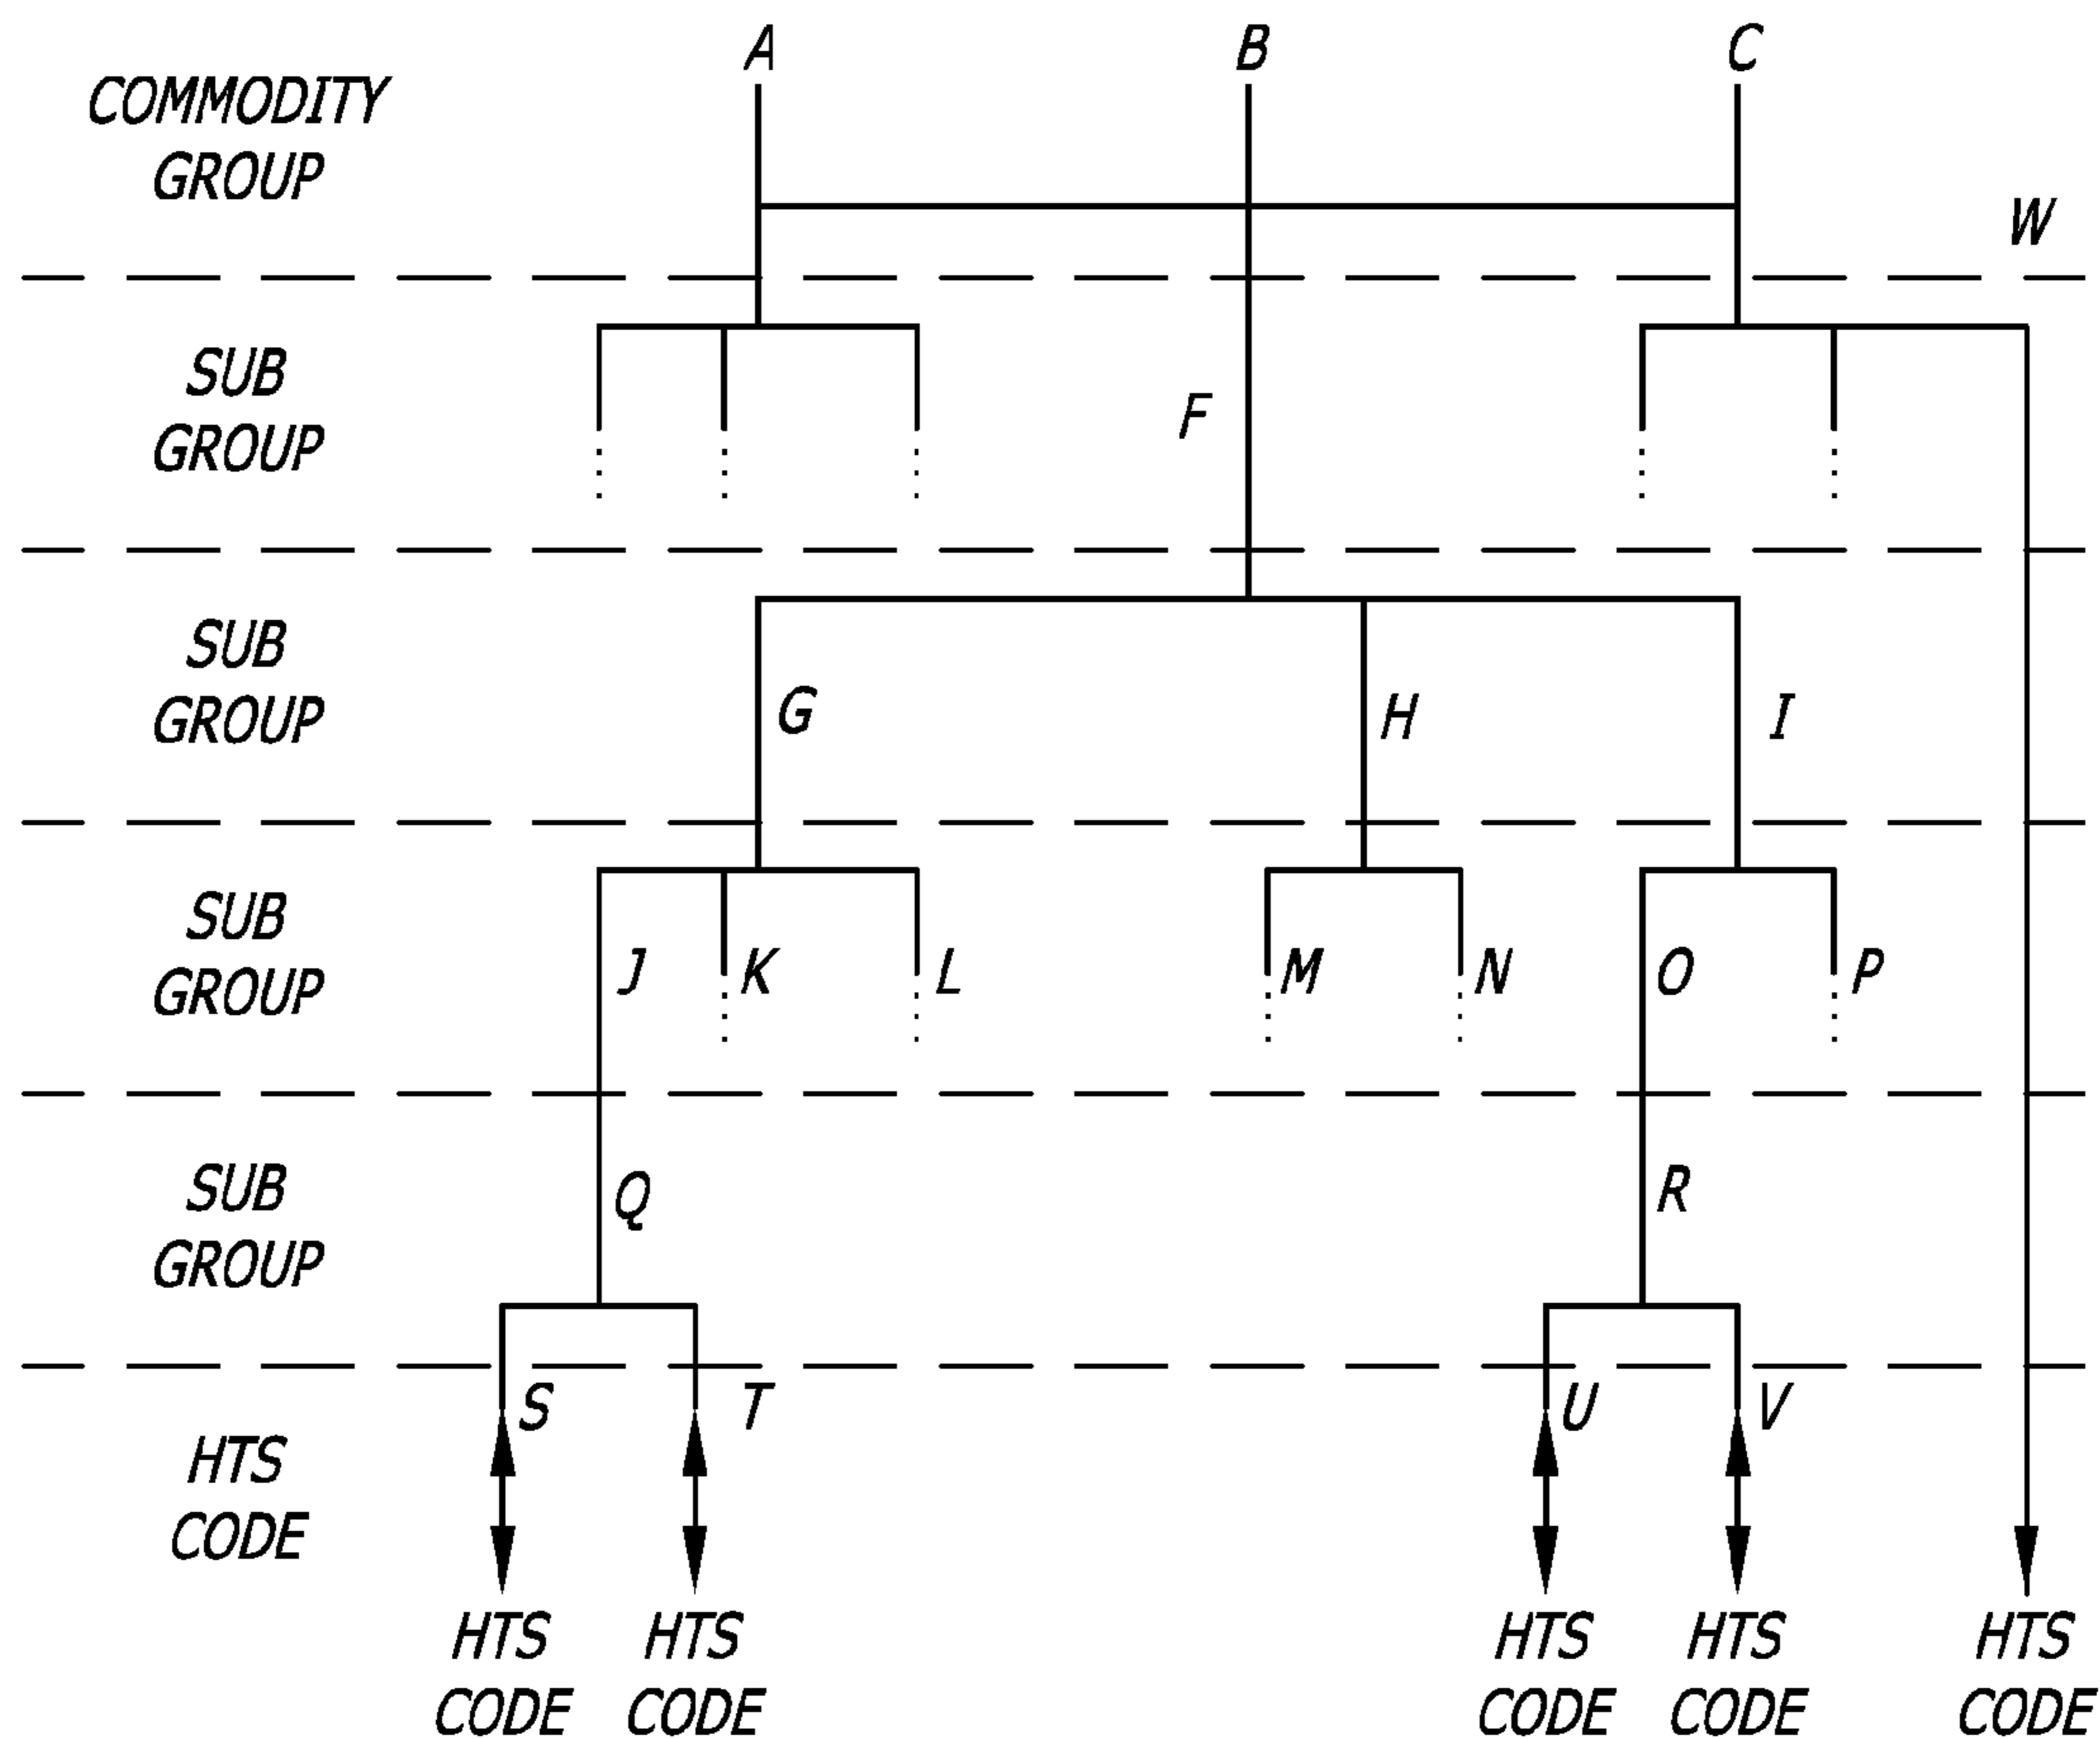 A B C
COMMODITY
GROUP
W
SUB
GROUP
F
SUB
GROUP
G H I
SUB
GROUP
J K L M N O P
SUB
GROUP
Q R
S T U V
HTS
CODE
HTS HTS HTS HTS HTS
CODE CODE CODE CODE CODE